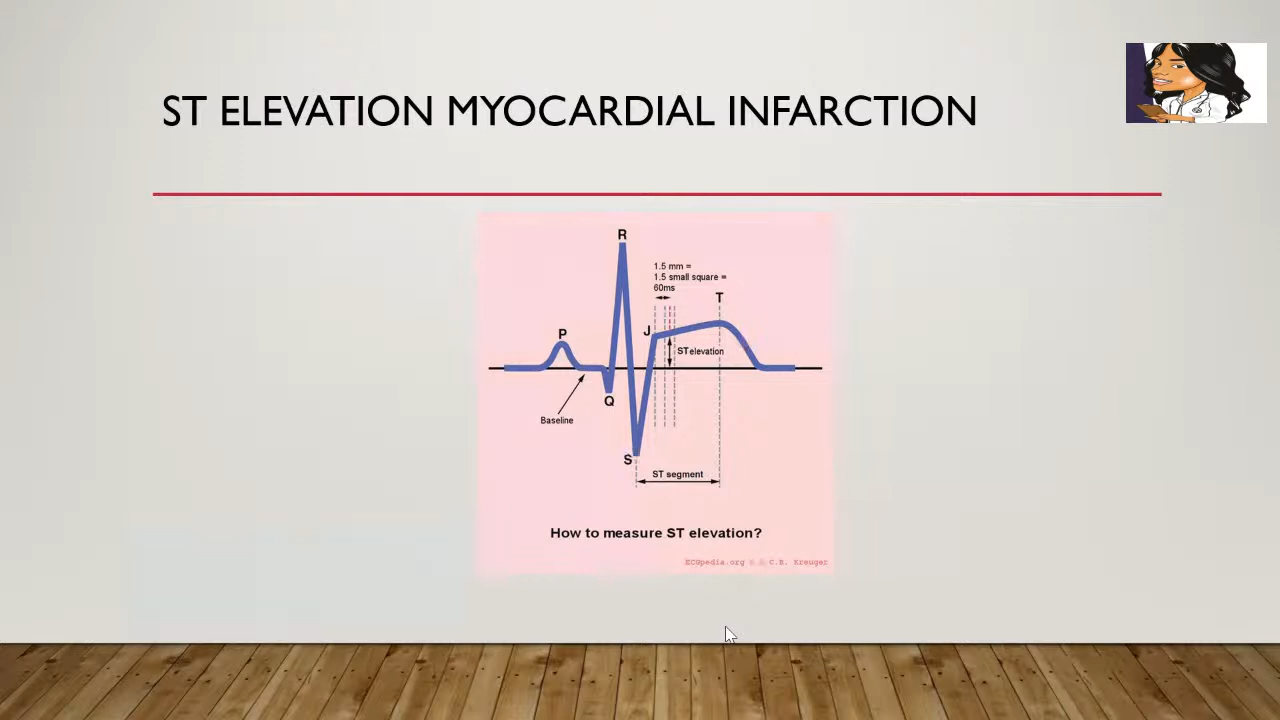 ST ELEVATION MYOCARDIAL INFARCTION
R
1.5 mm =
1.5 small square =
60ms
T
J
P
ST elevation
Q
Baseline
S
ST segment
How to measure ST elevation?
ECGpedia.org
C.B. Kreuger